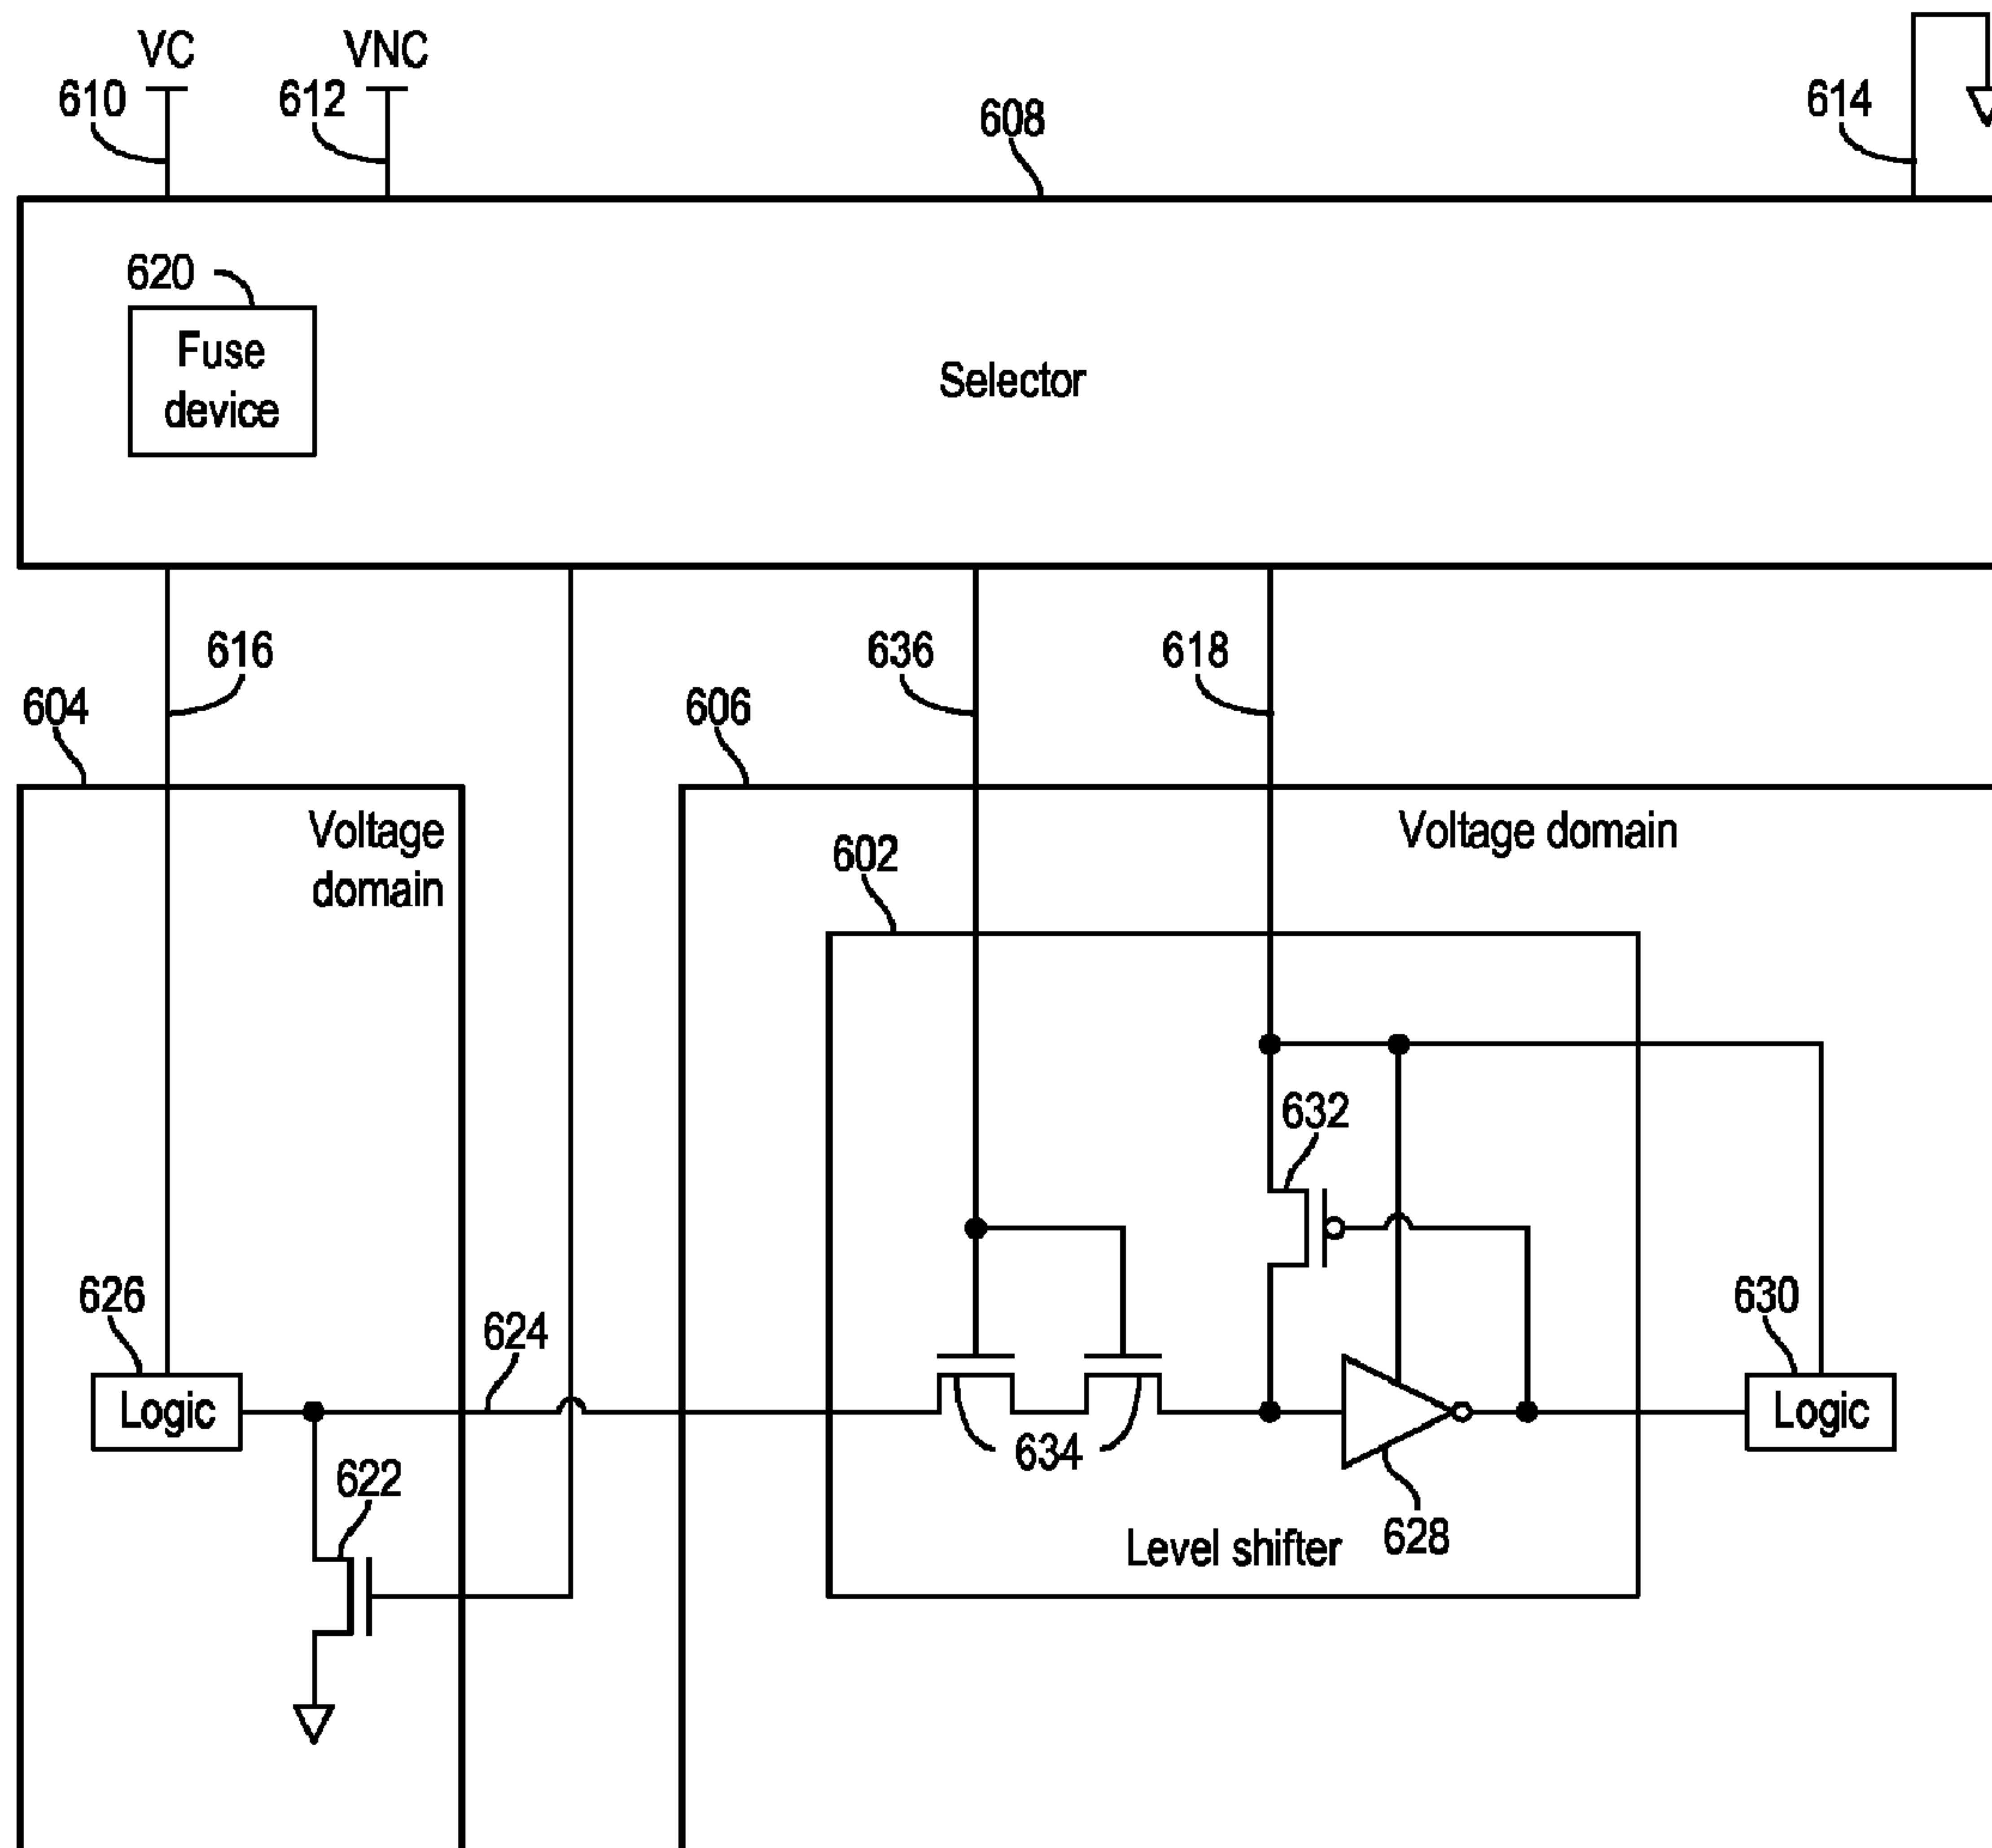 VC
VNC
610
612
608
614
620
Fuse
device
Selector
616
636
618
604
606
Voltage
domain
Voltage domain
602
632
626
624
630
Logic
Logic
634
622
628
Level shifter